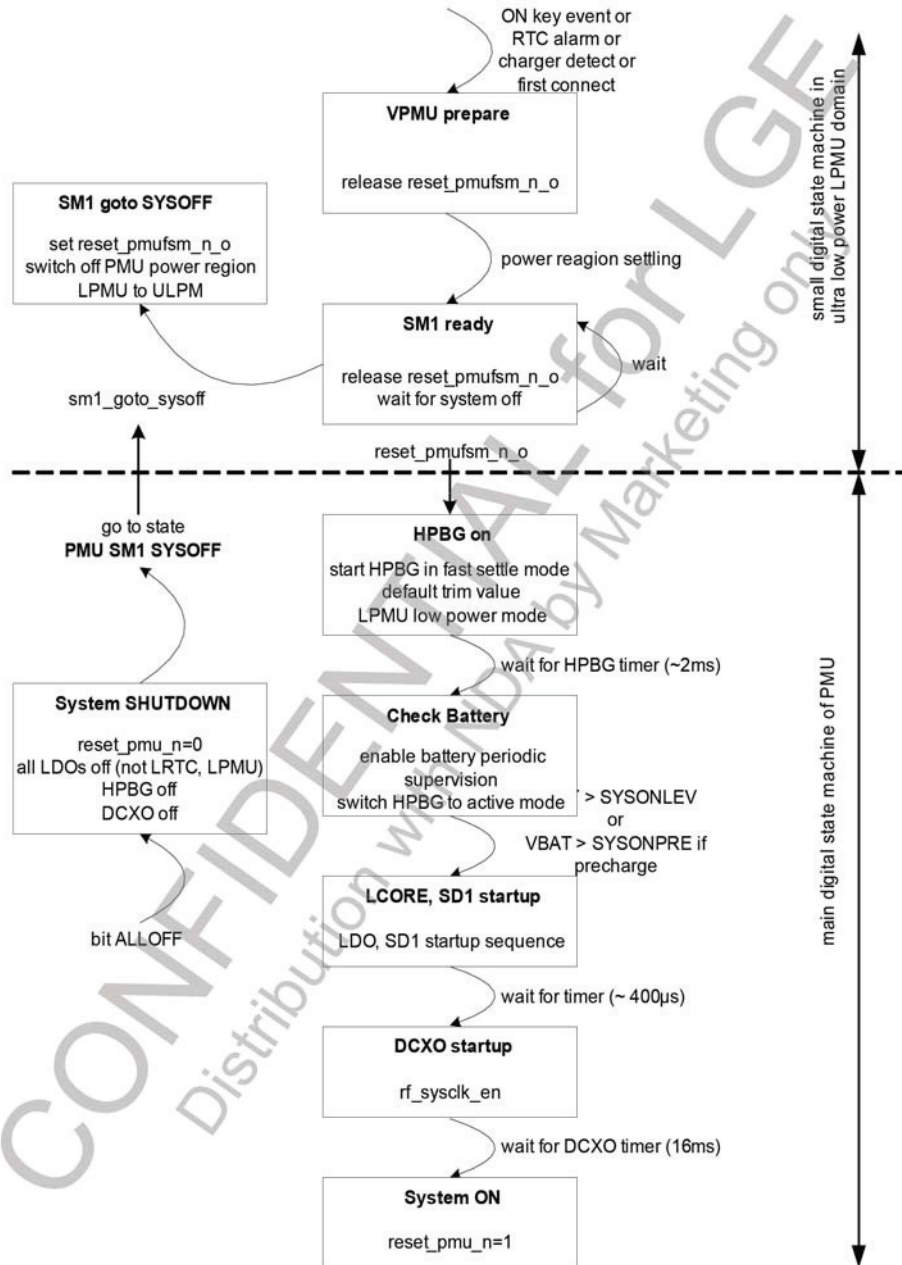 ON key event or
RTC alarm or
charger detect or
first connect
VPMU prepare
release reset_pmufsm_n_o
small digital state machine in
ultra low power LPMU domain
SM1 goto SYSOFF
set reset_pmufsm_n_o
switch off PMU power region
LPMU to ULPM
power reagion settling
SM1 ready
release reset_pmufsm_n_o
wait for system off
wait
sm1_goto_sysoff
reset_pmufsm_n_o
go to state
PMU SM1 SYSOFF
HPBG on
start HPBG in fast settle mode
default trim value
LPMU low power mode
wait for HPBG timer (~2ms)
System SHUTDOWN
reset_pmu_n=0
all LDOs off (not LRTC, LPMU)
HPBG off
DCXO off
Check Battery
enable battery periodic
supervision
switch HPBG to active mode
> SYSONLEV
or
VBAT > SYSONPRE if
precharge
main digital state machine of PMU
bit ALLOFF
LCORE, SD1 startup
LDO, SD1 startup sequence
wait for timer (~ 400µs)
DCXO startup
rf_sysclk_en
wait for DCXO timer (16ms)
System ON
reset_pmu_n=1
CONFIDENTIAL for LGE
Distribution with NDA by Marketing only